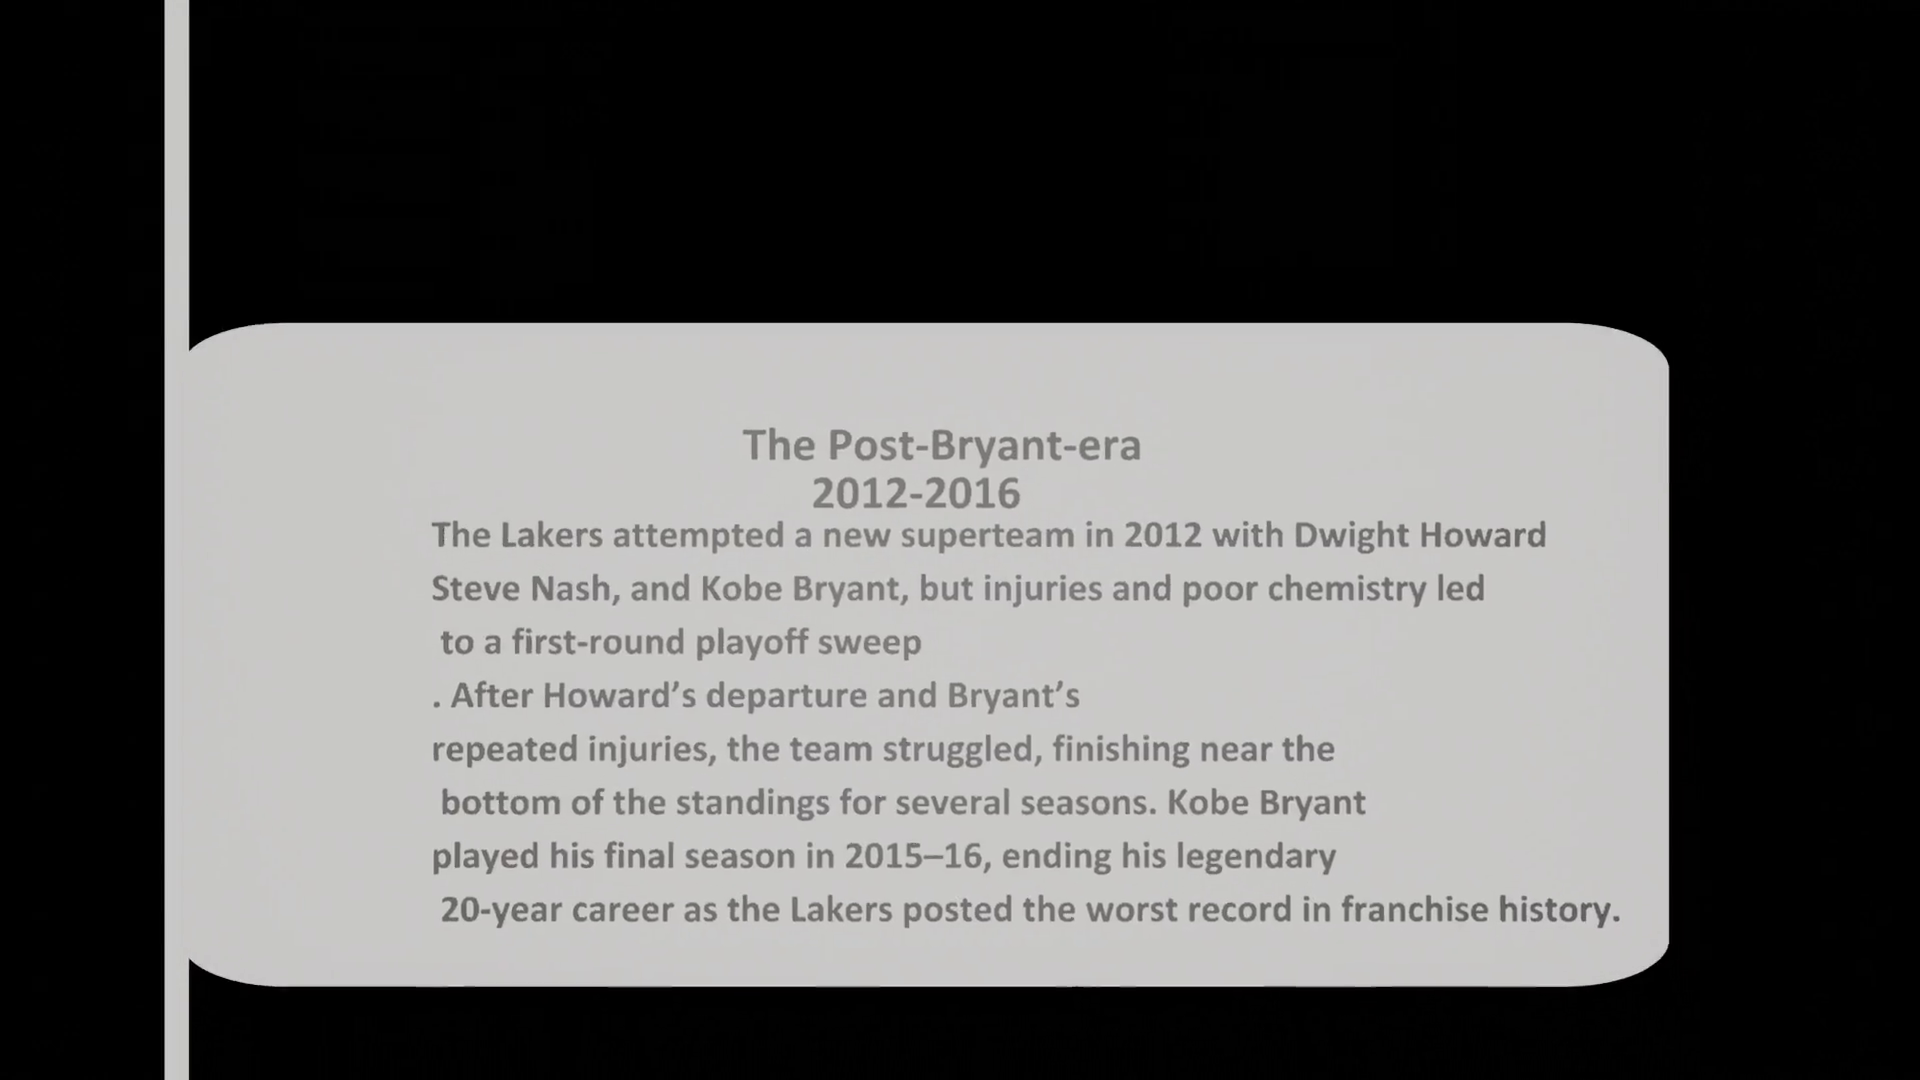 The Post-Bryant-era
2012-2016
The Lakers attempted a new superteam in 2012 with Dwight Howard
Steve Nash, and Kobe Bryant, but injuries and poor chemistry led
to a first-round playoff sweep
. After Howard’s departure and Bryant’s
repeated injuries, the team struggled, finishing near the
bottom of the standings for several seasons. Kobe Bryant
played his final season in 2015–16, ending his legendary
20-year career as the Lakers posted the worst record in franchise history.